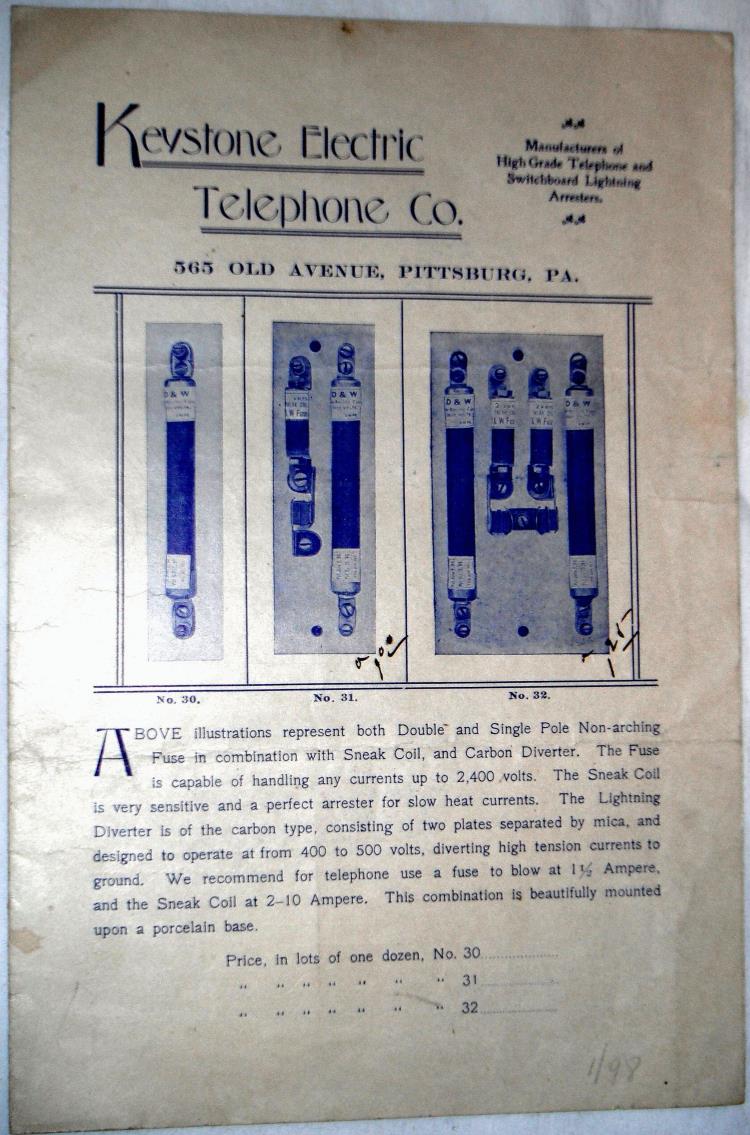 Keystone Electric
Telephone Co.
Manufacturers of
High Grade Telephone and
Switchboard Lightning
Arresters.
565 OLD AVENUE, PITTSBURG, PA.
D & W
D & W
D & W
D & W
No. 30.
No. 31.
No. 32.
1.00
1.25
ABOVE illustrations represent both Double and Single Pole Non-arching
Fuse in combination with Sneak Coil, and Carbon Diverter. The Fuse
is capable of handling any currents up to 2,400 volts. The Sneak Coil
is very sensitive and a perfect arrester for slow heat currents. The Lightning
Diverter is of the carbon type, consisting of two plates separated by mica, and
designed to operate at from 400 to 500 volts, diverting high tension currents to
ground. We recommend for telephone use a fuse to blow at 1½ Ampere,
and the Sneak Coil at 2–10 Ampere. This combination is beautifully mounted
upon a porcelain base.
Price, in lots of one dozen, No. 30
" " " " " " " 31
" " " " " " " 32
1/98